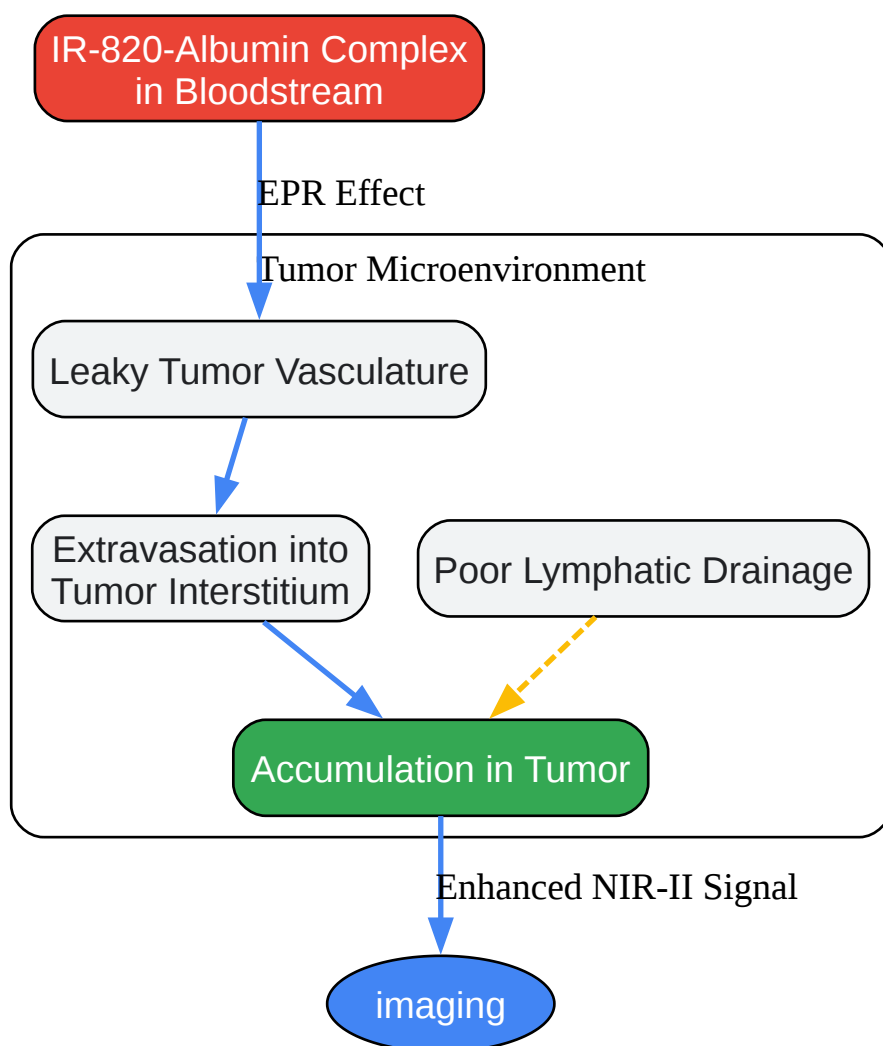 IR-820-Albumin Complex
in Bloodstream
EPR Effect
Tumor Microenvironment
Leaky Tumor Vasculature
Extravasation into
Tumor Interstitium
Poor Lymphatic Drainage
Accumulation in Tumor
Enhanced NIR-II Signal
imaging